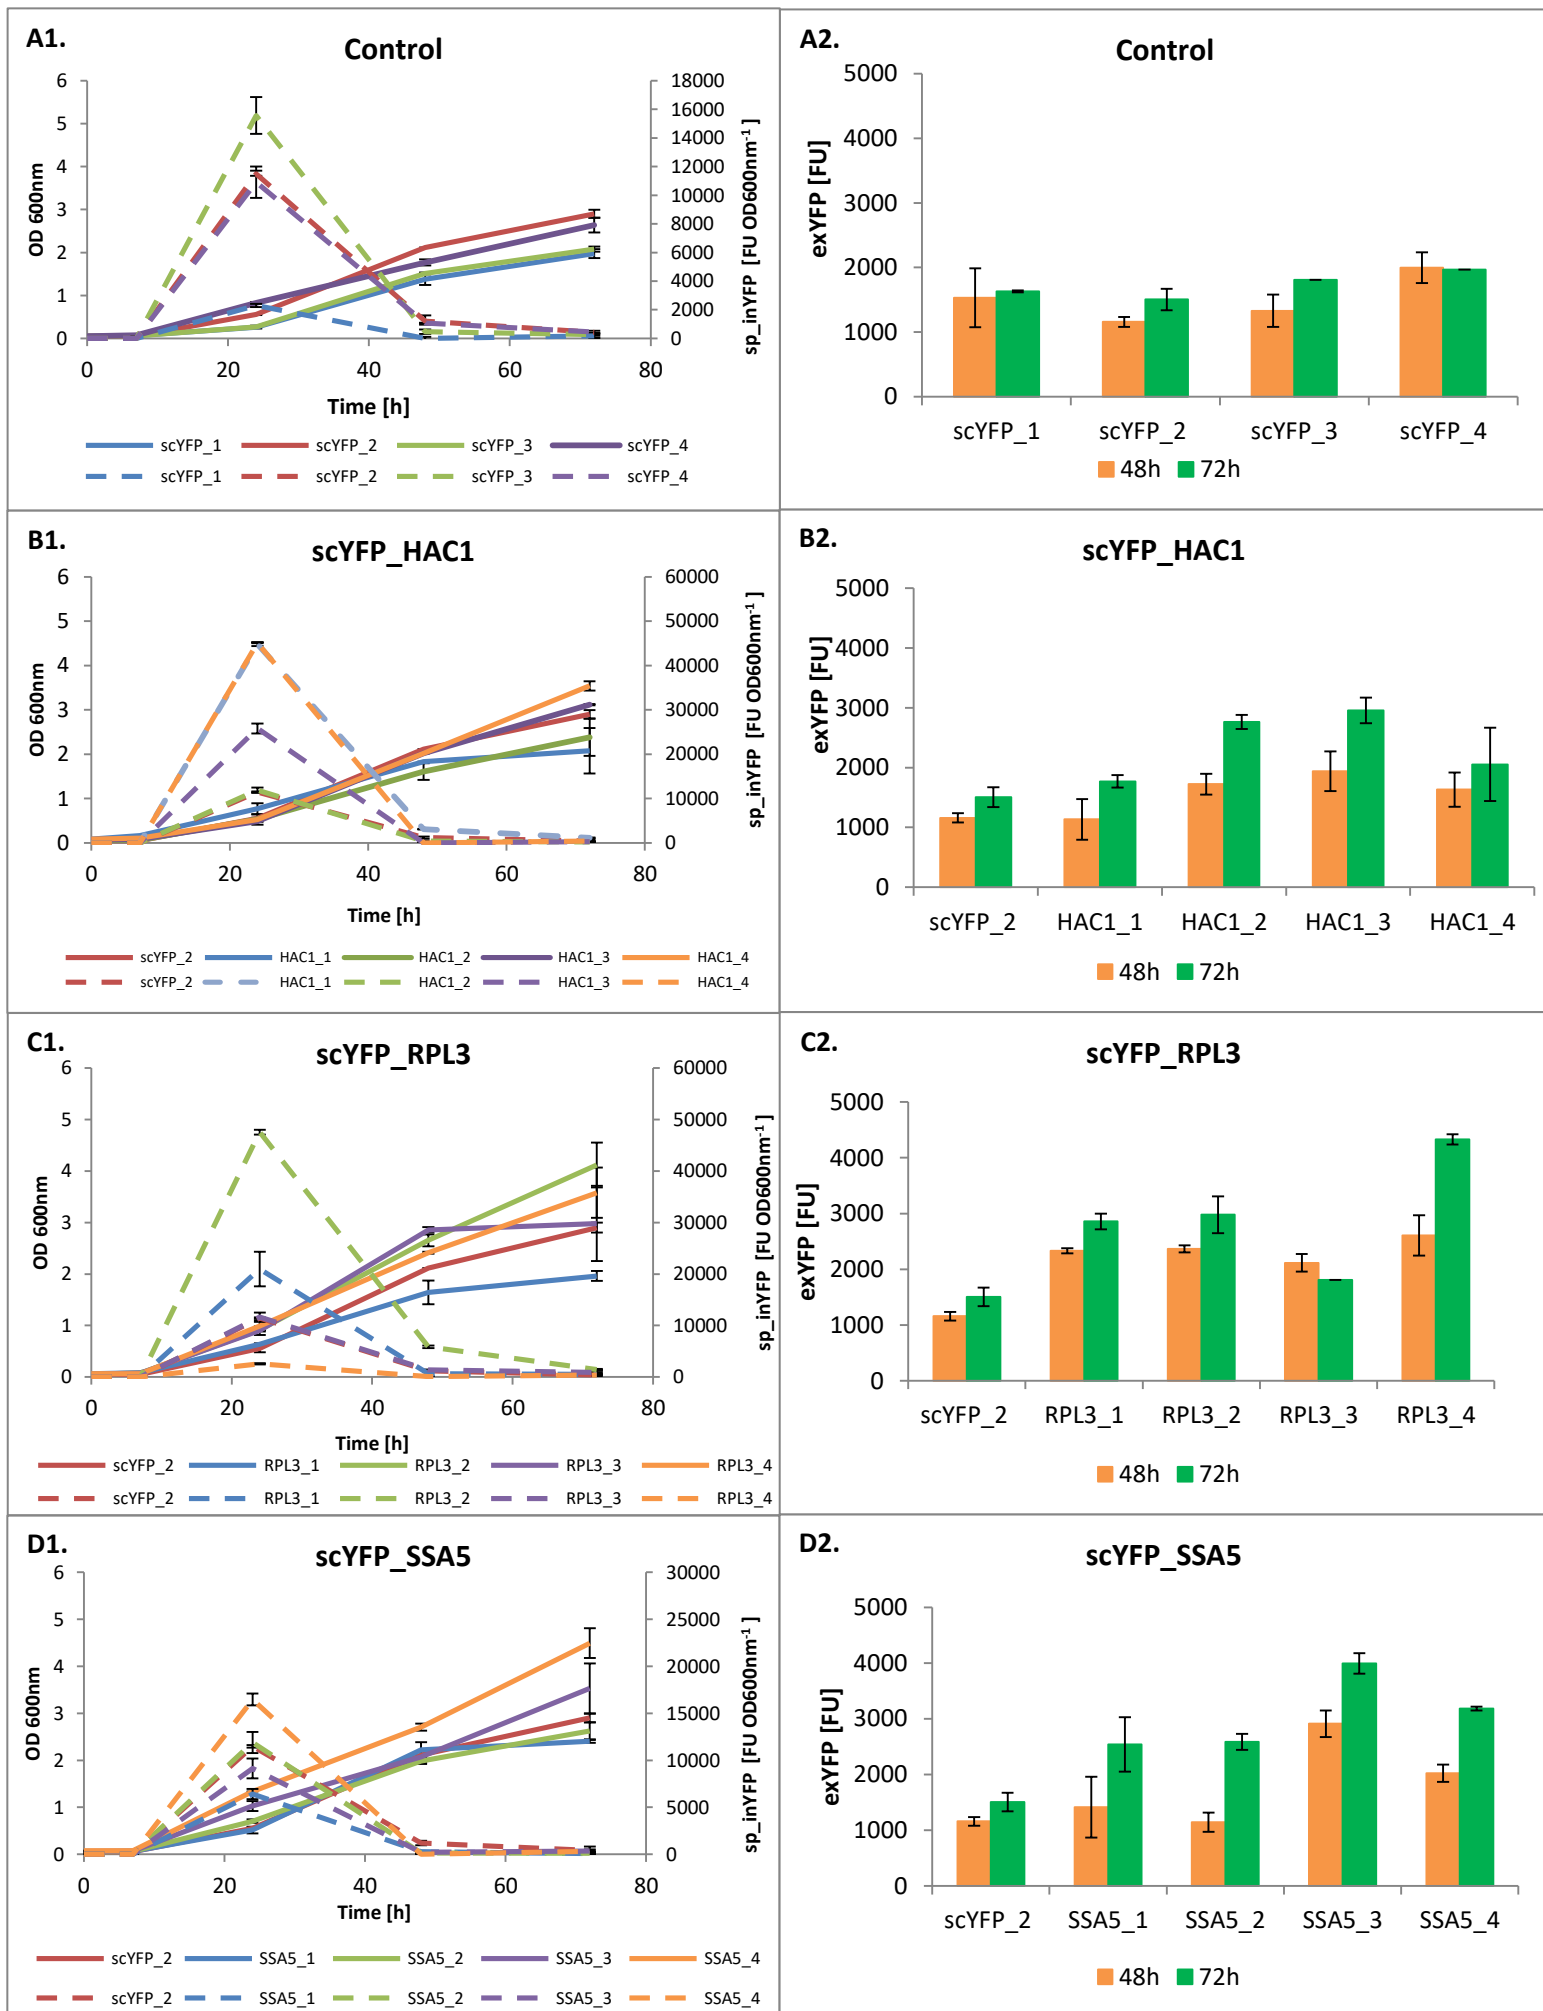 A1.
Control
6
5
4
3
2
1
0
OD 600nm
18000
16000
14000
12000
10000
8000
6000
4000
2000
0
sp_inYFP [FU OD600nm-1 ]
0 20 40 60 80
Time [h]
scYFP_1 scYFP_2 scYFP_3 scYFP_4
scYFP_1 scYFP_2 scYFP_3 scYFP_4
A2.
Control
5000
4000
3000
2000
1000
0
exYFP [FU]
scYFP_1 scYFP_2 scYFP_3 scYFP_4
48h 72h
B1.
scYFP_HAC1
6
5
4
3
2
1
0
OD 600nm
60000
50000
40000
30000
20000
10000
0
sp_inYFP [FU OD600nm-1 ]
0 20 40 60 80
Time [h]
scYFP_2 HAC1_1 HAC1_2 HAC1_3 HAC1_4
scYFP_2 HAC1_1 HAC1_2 HAC1_3 HAC1_4
B2.
scYFP_HAC1
5000
4000
3000
2000
1000
0
exYFP [FU]
scYFP_2 HAC1_1 HAC1_2 HAC1_3 HAC1_4
48h 72h
C1.
scYFP_RPL3
6
5
4
3
2
1
0
OD 600nm
60000
50000
40000
30000
20000
10000
0
sp_inYFP [FU OD600nm-1 ]
0 20 40 60 80
Time [h]
scYFP_2 RPL3_1 RPL3_2 RPL3_3 RPL3_4
scYFP_2 RPL3_1 RPL3_2 RPL3_3 RPL3_4
C2.
scYFP_RPL3
5000
4000
3000
2000
1000
0
exYFP [FU]
scYFP_2 RPL3_1 RPL3_2 RPL3_3 RPL3_4
48h 72h
D1.
scYFP_SSA5
6
5
4
3
2
1
0
OD 600nm
30000
25000
20000
15000
10000
5000
0
sp_inYFP [FU OD600nm-1 ]
0 20 40 60 80
Time [h]
scYFP_2 SSA5_1 SSA5_2 SSA5_3 SSA5_4
scYFP_2 SSA5_1 SSA5_2 SSA5_3 SSA5_4
D2.
scYFP_SSA5
5000
4000
3000
2000
1000
0
exYFP [FU]
scYFP_2 SSA5_1 SSA5_2 SSA5_3 SSA5_4
48h 72h